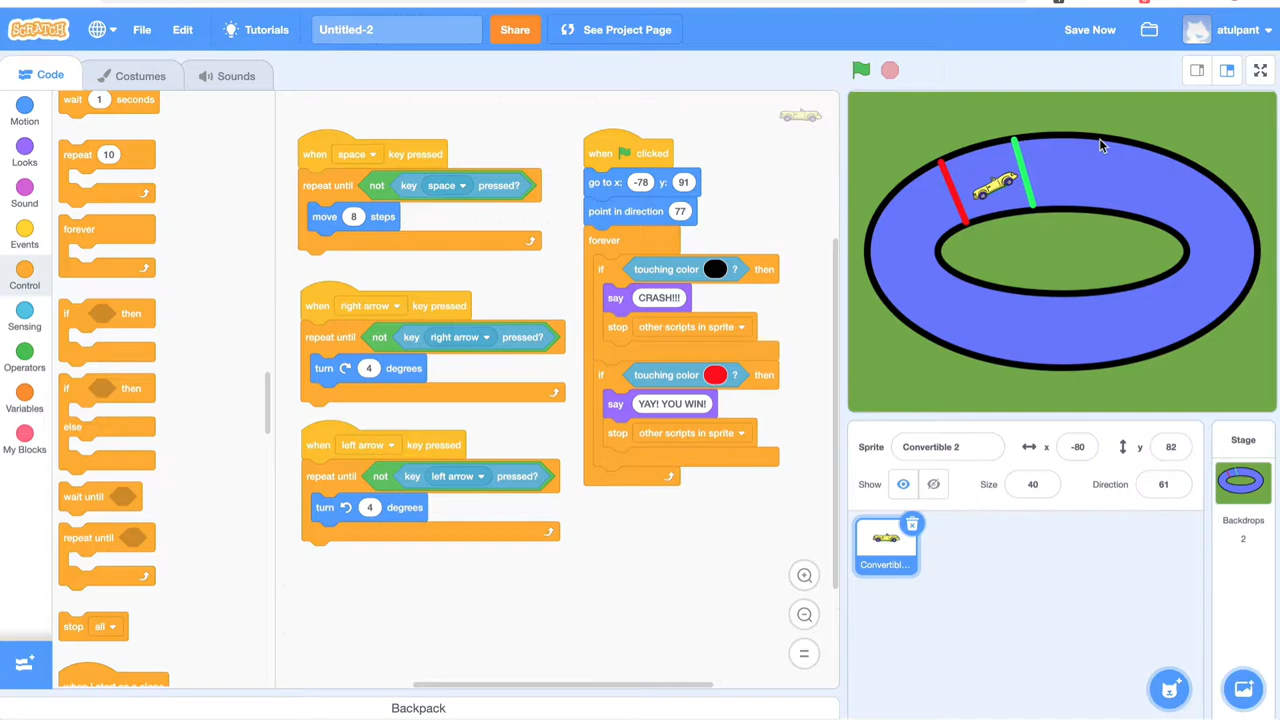 SCRATCH
File
Edit
Tutorials
Untitled-2
Share
See Project Page
Save Now
atulpant
Code
Costumes
Sounds
Motion
Looks
Sound
Events
Control
Sensing
Operators
Variables
My Blocks
wait 1 seconds
repeat 10
forever
if then
if then
else
wait until
repeat until
stop all
when I start as a clone
when space key pressed
repeat until not key space pressed?
move 8 steps
when right arrow key pressed
repeat until not key right arrow pressed?
turn 4 degrees
when left arrow key pressed
repeat until not key left arrow pressed?
turn 4 degrees
when clicked
go to x: -78 y: 91
point in direction 77
forever
if touching color ? then
say CRASH!!!
stop other scripts in sprite
if touching color ? then
say YAY! YOU WIN!
stop other scripts in sprite
Sprite Convertible 2 x -80 y 82
Show Size 40 Direction 61
Convertibl...
Stage
Backdrops
2
Backpack